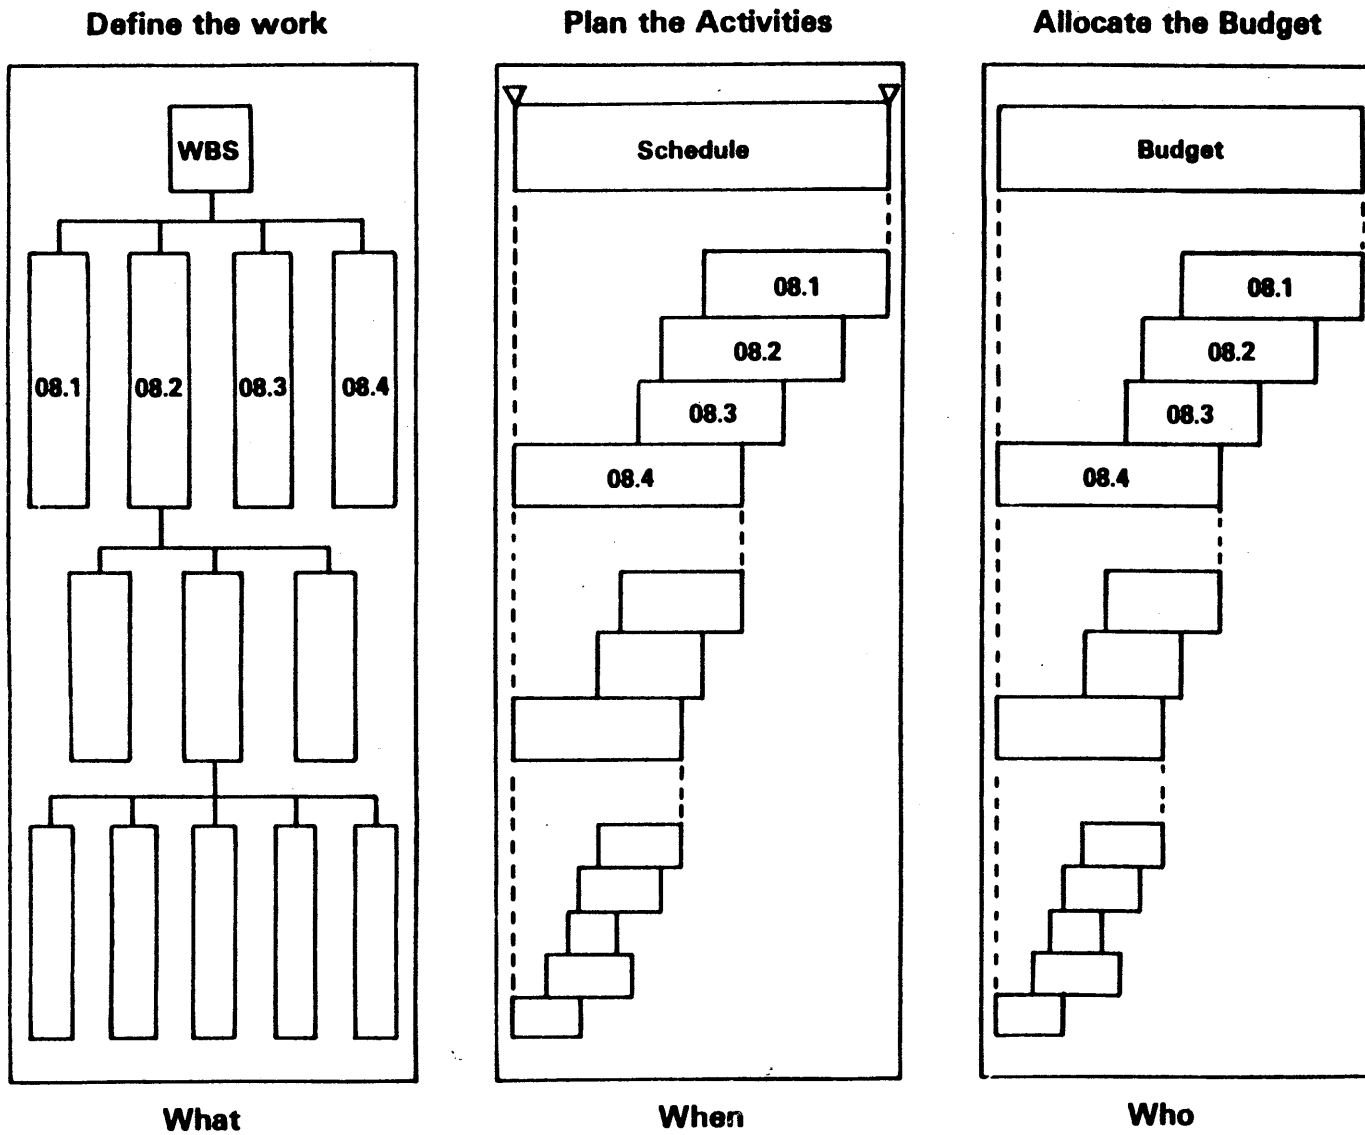 Define the work
WBS
08.1
08.2
08.3
08.4
What
Plan the Activities
Schedule
08.1
08.2
08.3
08.4
When
Allocate the Budget
Budget
08.1
08.2
08.3
08.4
Who